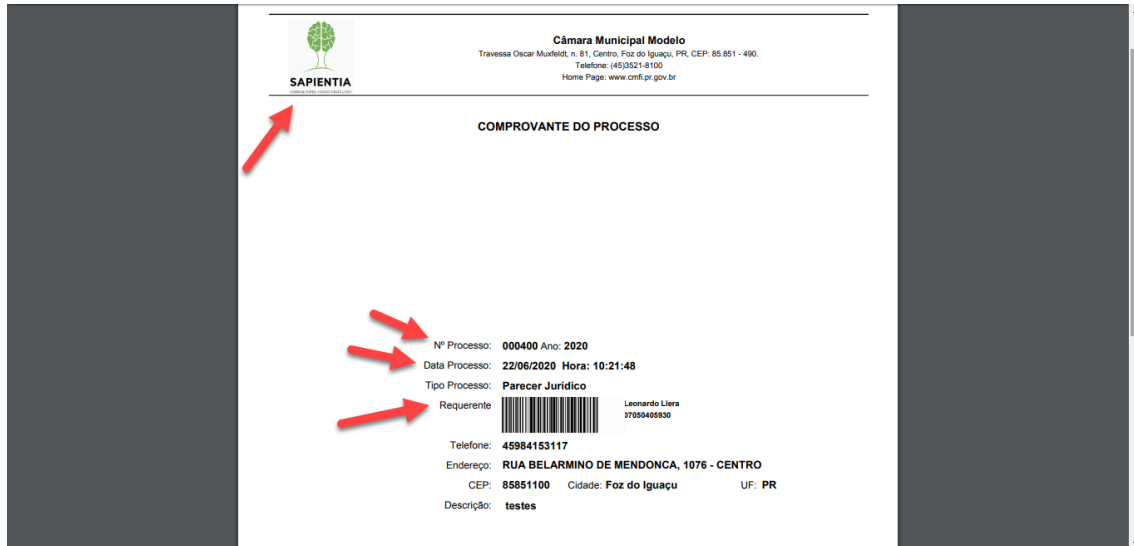 Câmara Municipal Modelo
Travessa Oscar Muxfeldt, n. 81, Centro, Foz do Iguaçu, PR, CEP: 85.851 - 490.
Telefone: (45)3521-8100
Home Page: www.cmfi.pr.gov.br
SAPIENTIA
COMPROVANTE DO PROCESSO
Nº Processo: 000400 Ano: 2020
Data Processo: 22/06/2020 Hora: 10:21:48
Tipo Processo: Parecer Jurídico
Requerente Leonardo Llera
07050405930
Telefone: 45984153117
Endereço: RUA BELARMINO DE MENDONCA, 1076 - CENTRO
CEP: 85851100 Cidade: Foz do Iguaçu UF: PR
Descrição: testes